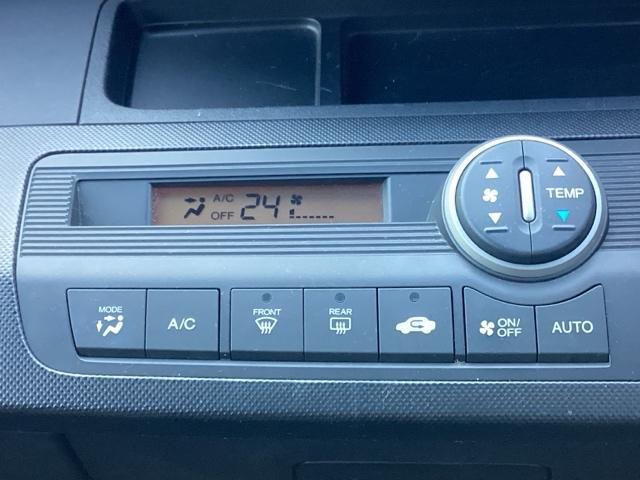 A/C
OFF 24
TEMP
MODE
A/C
FRONT
REAR
ON/
OFF
AUTO